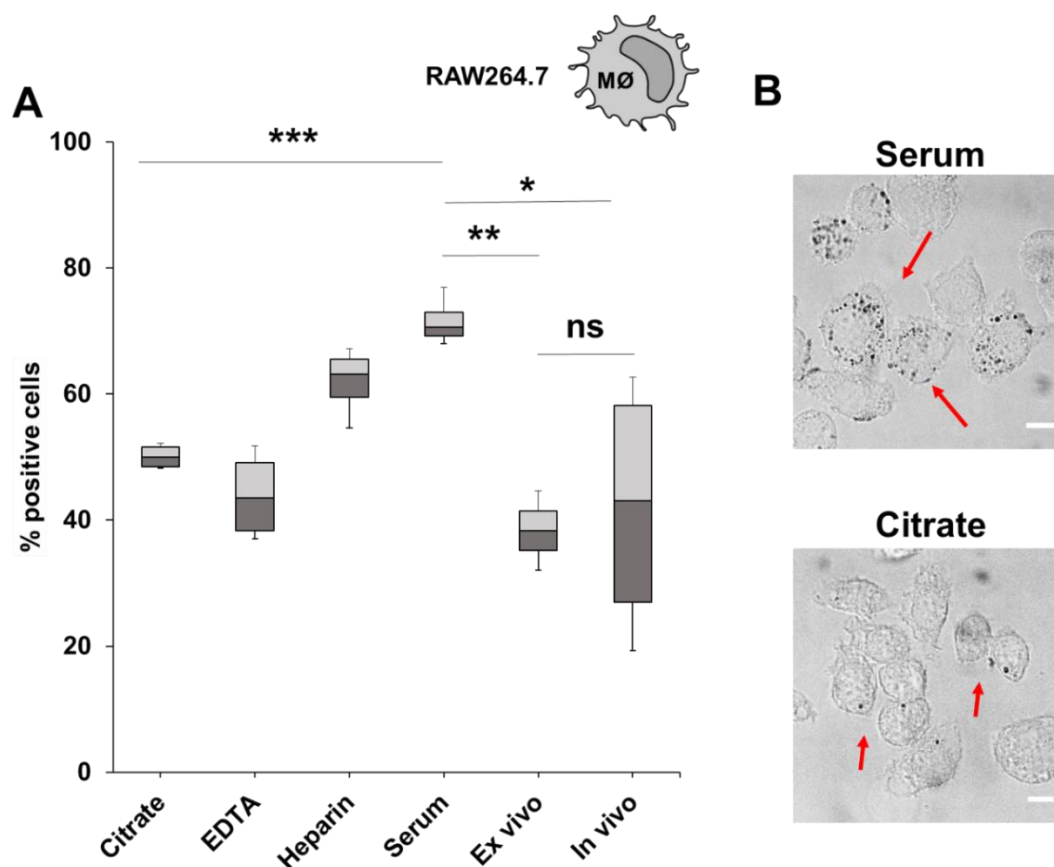 RAW264.7
MØ
A
B
100
80
60
40
20
0
% positive cells
***
*
**
ns
Citrate
EDTA
Heparin
Serum
Ex vivo
In vivo
Serum
Citrate